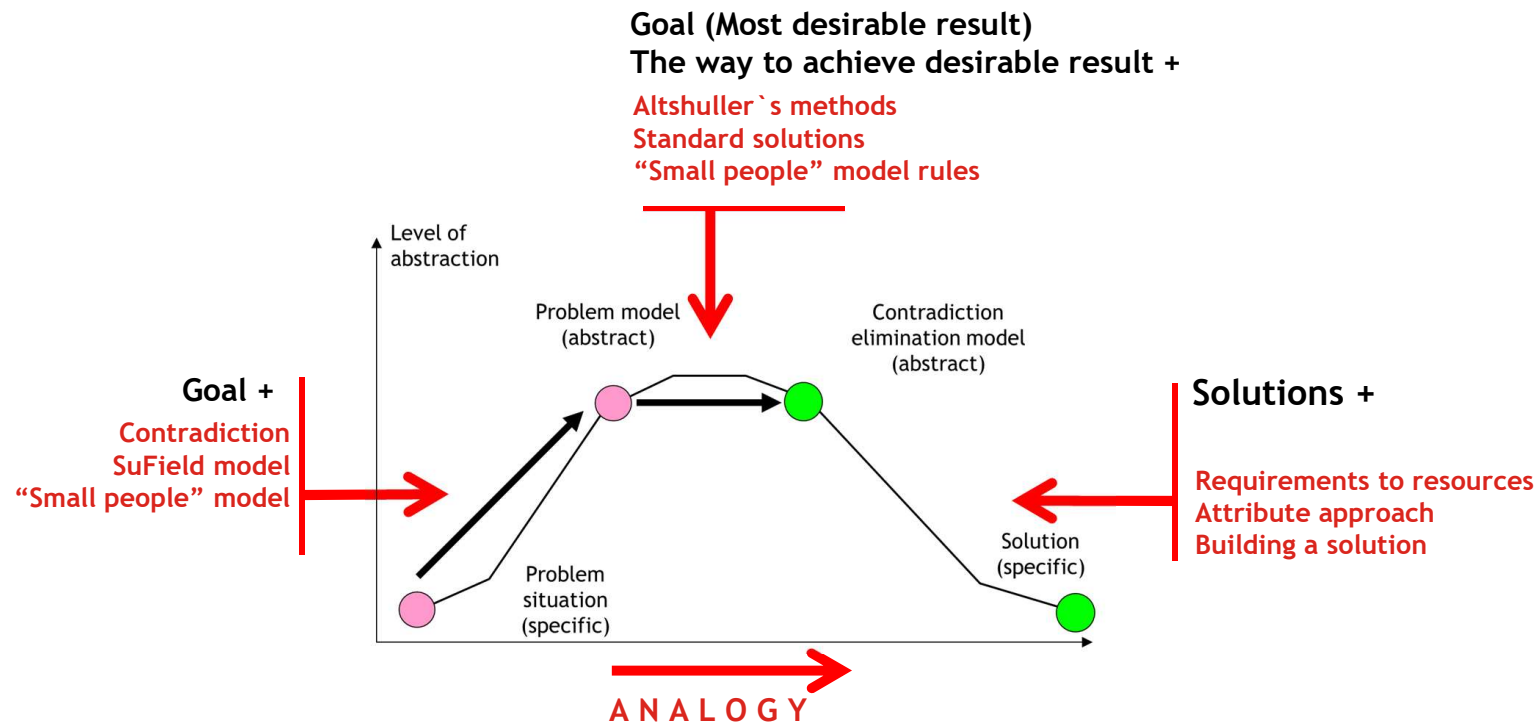 Goal (Most desirable result)
The way to achieve desirable result +
Altshuller`s methods
Standard solutions
“Small people” model rules
Level of
abstraction
Problem model
(abstract)
Contradiction
elimination model
(abstract)
Goal +
Contradiction
SuField model
“Small people” model
Solutions +
Requirements to resources
Attribute approach
Building a solution
Problem
situation
(specific)
Solution
(specific)
A N A L O G Y